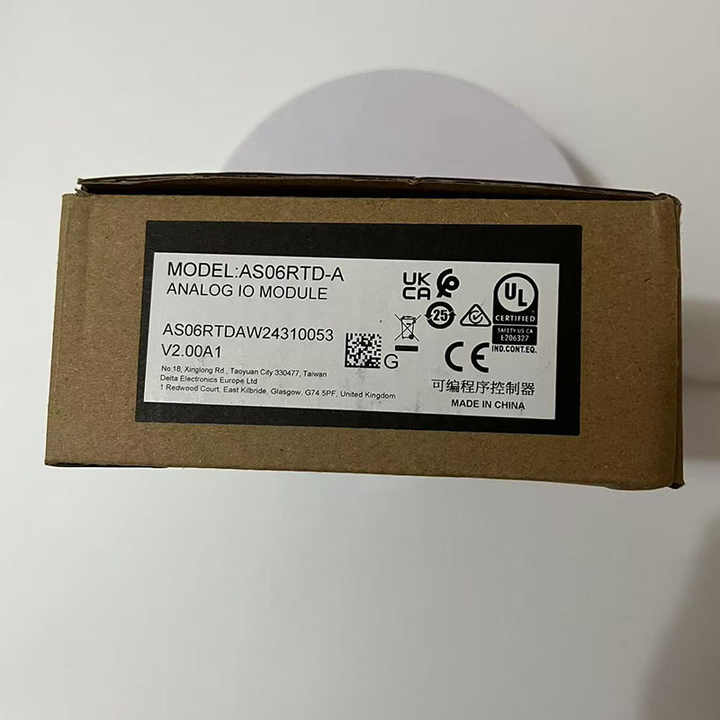 MODEL:AS06RTD-A
ANALOG IO MODULE
AS06RTDAW24310053
V2.00A1
G
No.18, Xinglong Rd., Taoyuan City 330477, Taiwan
Delta Electronics Europe Ltd
1 Redwood Court, East Kilbride, Glasgow, G74 5PF, United Kingdom
UK
CA
25
UL
CERTIFIED
SAFETY US CA
E206327
IND.CONT.EQ.
CE
可编程序控制器
MADE IN CHINA